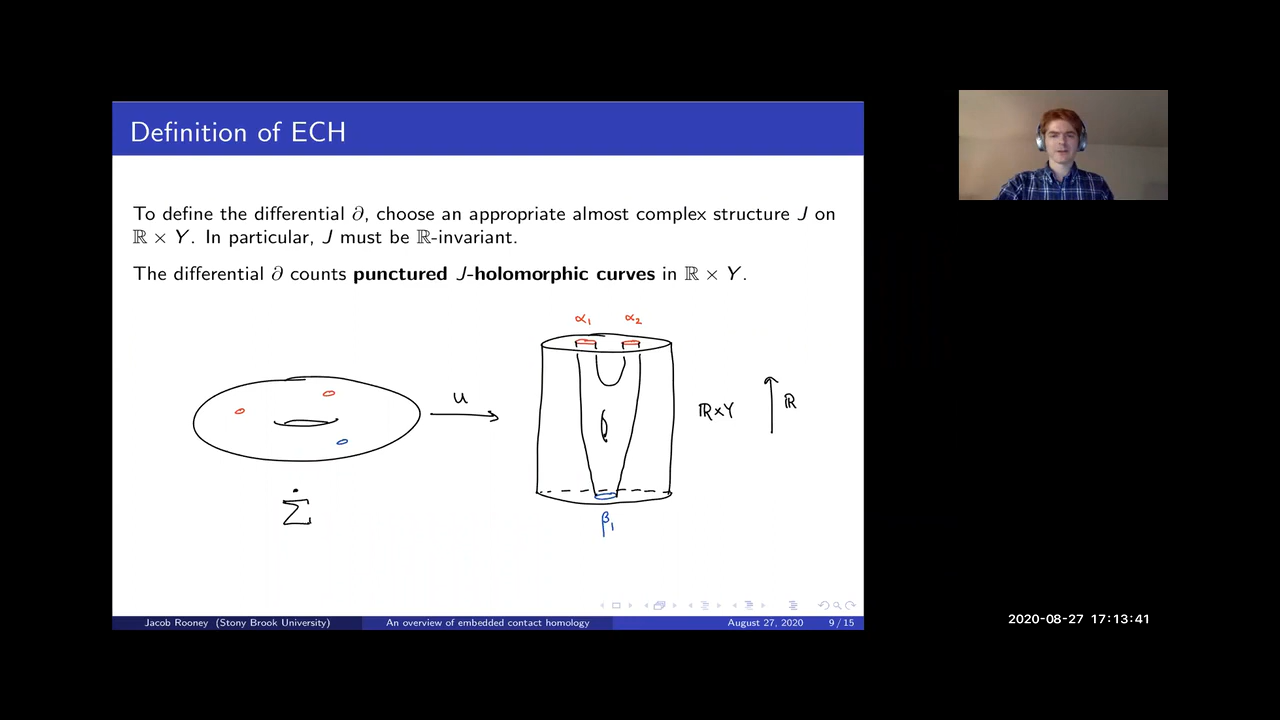 Definition of ECH
To define the differential ∂, choose an appropriate almost complex structure J on
ℝ × Y. In particular, J must be ℝ-invariant.
The differential ∂ counts punctured J-holomorphic curves in ℝ × Y.
α₁ α₂
u
ℝ×Y
ℝ
Σ̇
β₁
Jacob Rooney (Stony Brook University) An overview of embedded contact homology August 27, 2020 9 / 15
2020-08-27 17:13:41